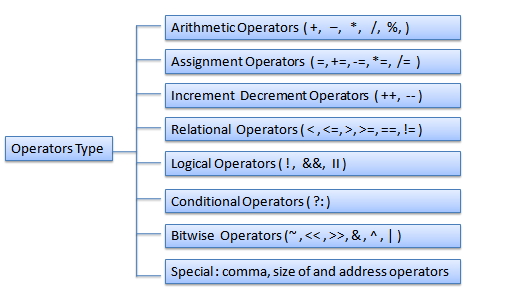 Arithmetic Operators ( +, –, *, /, %, )
Assignment Operators ( =, +=, -=, *=, /= )
Increment Decrement Operators ( ++, -- )
Relational Operators ( < , <=, >, >=, ==, != )
Operators Type
Logical Operators ( ! , &&, II )
Conditional Operators ( ?: )
Bitwise Operators (~ , <<, >>, &, ^ , | )
Special : comma, size of and address operators